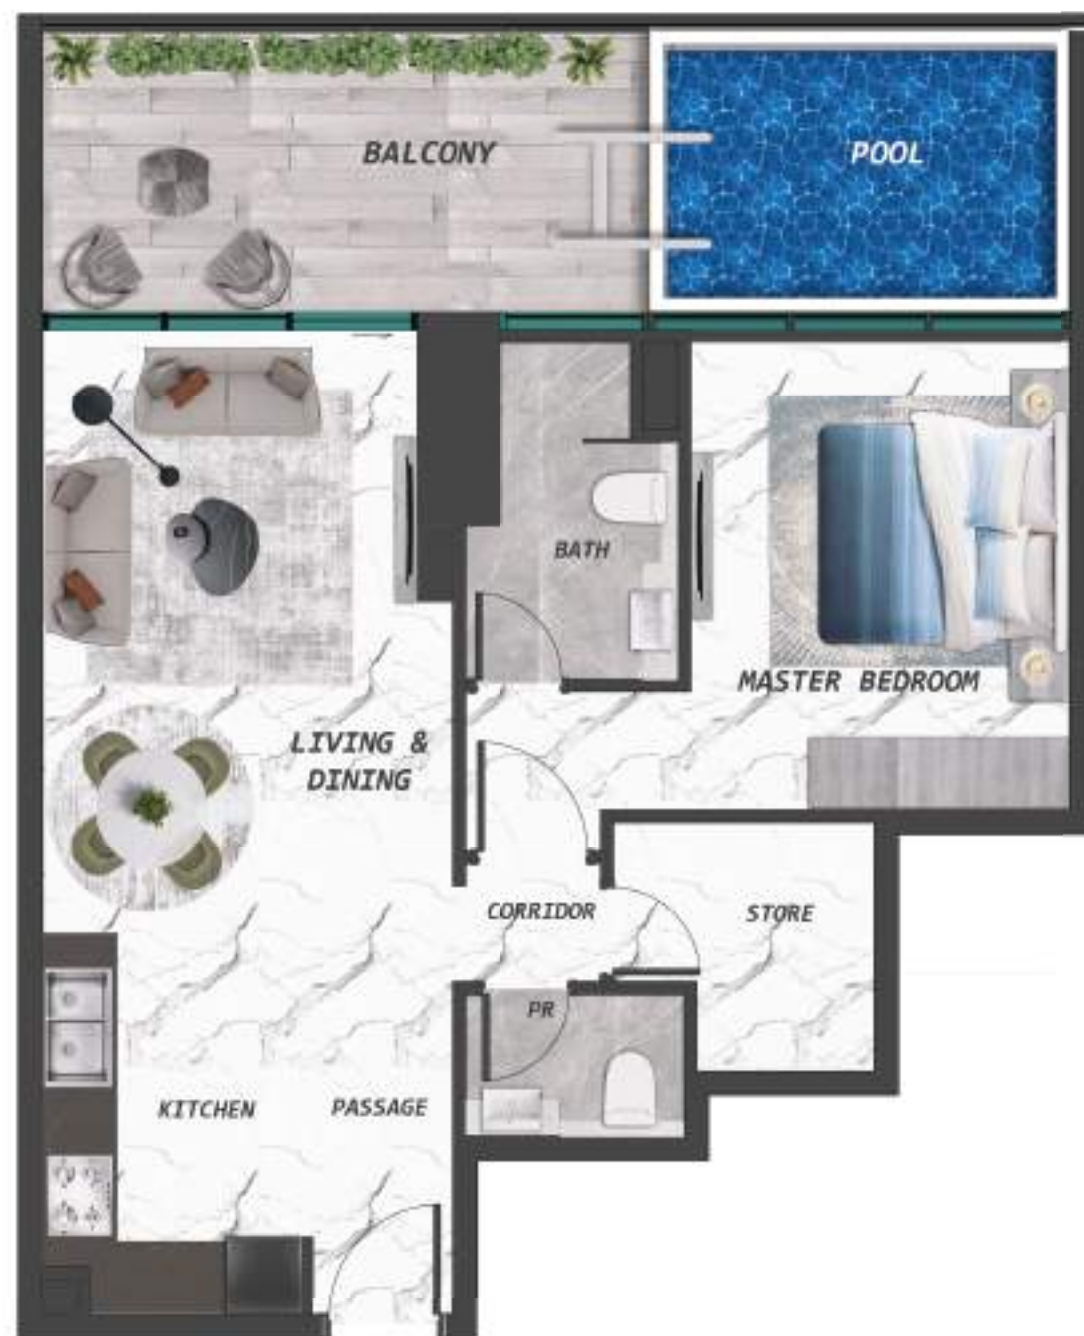 BALCONY
POOL
BATH
MASTER BEDROOM
LIVING &
DINING
CORRIDOR
STORE
PR
KITCHEN
PASSAGE